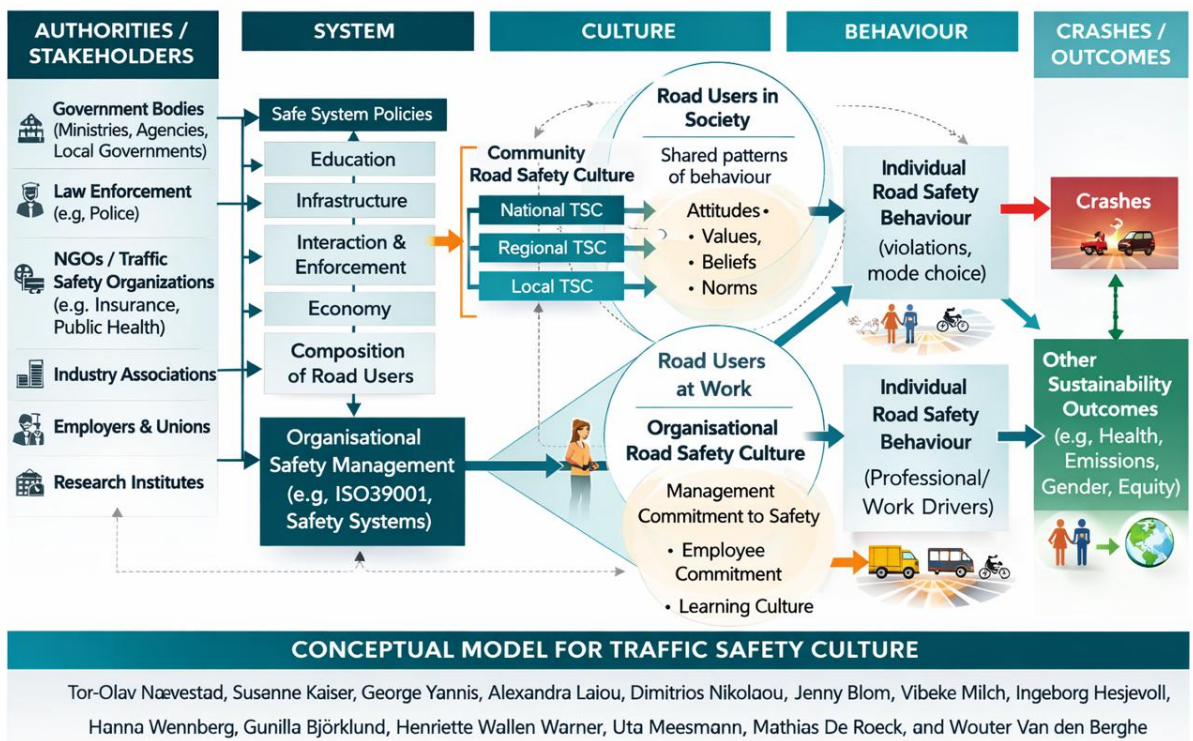 AUTHORITIES /
STAKEHOLDERS
SYSTEM
CULTURE
BEHAVIOUR
CRASHES /
OUTCOMES
Government Bodies
(Ministries, Agencies,
Local Governments)
Law Enforcement
(e.g, Police)
NGOs / Traffic
Safety Organizations
(e.g. Insurance,
Public Health)
Industry Associations
Employers & Unions
Research Institutes
Safe System Policies
Education
Infrastructure
Interaction &
Enforcement
Economy
Composition
of Road Users
Organisational
Safety Management
(e.g, ISO39001,
Safety Systems)
Community
Road Safety Culture
National TSC
Regional TSC
Local TSC
Road Users in
Society
Shared patterns
of behaviour
Attitudes •
• Values,
• Beliefs
• Norms
Road Users
at Work
Organisational
Road Safety Culture
Management
Commitment to Safety
• Employee
Commitment
• Learning Culture
Individual
Road Safety
Behaviour
(violations,
mode choice)
Individual
Road Safety
Behaviour
(Professional/
Work Drivers)
Crashes
Other
Sustainability
Outcomes
(e.g, Health,
Emissions,
Gender, Equity)
CONCEPTUAL MODEL FOR TRAFFIC SAFETY CULTURE
Tor-Olav Nævestad, Susanne Kaiser, George Yannis, Alexandra Laiou, Dimitrios Nikolaou, Jenny Blom, Vibeke Milch, Ingeborg Hesjevoll,
Hanna Wennberg, Gunilla Björklund, Henriette Wallen Warner, Uta Meesmann, Mathias De Roeck, and Wouter Van den Berghe